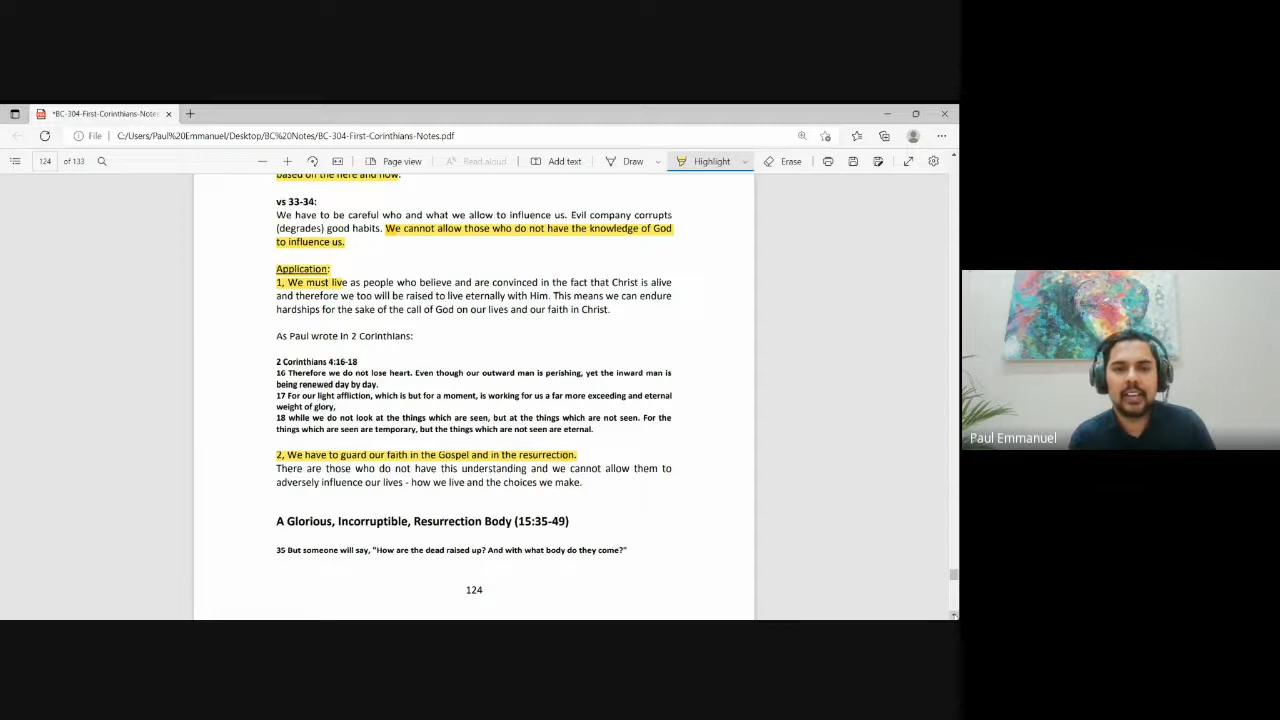 *BC-304-First-Corinthians-Notes
File
C:/Users/Paul%20Emmanuel/Desktop/BC%20Notes/BC-304-First-Corinthians-Notes.pdf
124 of 133
Page view
Read aloud
Add text
Draw
Highlight
Erase
based on the here and now.
vs 33-34:
We have to be careful who and what we allow to influence us. Evil company corrupts
(degrades) good habits. We cannot allow those who do not have the knowledge of God
to influence us.
Application:
1, We must live as people who believe and are convinced in the fact that Christ is alive
and therefore we too will be raised to live eternally with Him. This means we can endure
hardships for the sake of the call of God on our lives and our faith in Christ.
As Paul wrote in 2 Corinthians:
2 Corinthians 4:16-18
16 Therefore we do not lose heart. Even though our outward man is perishing, yet the inward man is
being renewed day by day.
17 For our light affliction, which is but for a moment, is working for us a far more exceeding and eternal
weight of glory,
18 while we do not look at the things which are seen, but at the things which are not seen. For the
things which are seen are temporary, but the things which are not seen are eternal.
2, We have to guard our faith in the Gospel and in the resurrection.
There are those who do not have this understanding and we cannot allow them to
adversely influence our lives - how we live and the choices we make.
A Glorious, Incorruptible, Resurrection Body (15:35-49)
35 But someone will say, "How are the dead raised up? And with what body do they come?"
124
Paul Emmanuel